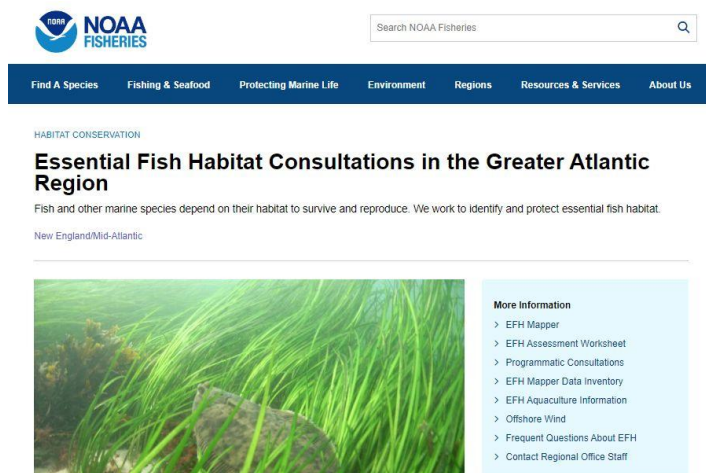 NOAA
NOAA
FISHERIES
Search NOAA Fisheries
Find A Species Fishing & Seafood Protecting Marine Life Environment Regions Resources & Services About Us
HABITAT CONSERVATION
Essential Fish Habitat Consultations in the Greater Atlantic
Region
Fish and other marine species depend on their habitat to survive and reproduce. We work to identify and protect essential fish habitat.
New England/Mid-Atlantic
More Information
> EFH Mapper
> EFH Assessment Worksheet
> Programmatic Consultations
> EFH Mapper Data Inventory
> EFH Aquaculture Information
> Offshore Wind
> Frequent Questions About EFH
> Contact Regional Office Staff